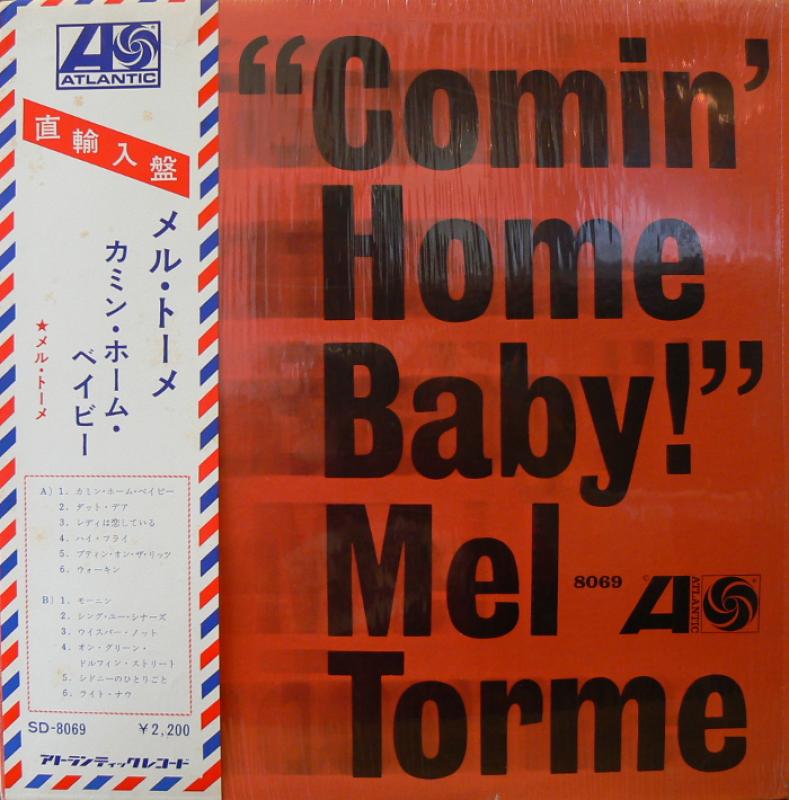 ATLANTIC
直輸入盤
メル・トーメ
カミン・ホーム・
ベイビー
★メル・トーメ
A) 1. カミン・ホーム・ベイビー
2. ダット・デア
3. レディは恋している
4. ハイ・フライ
5. プティン・オン・ザ・リッツ
6. ウォーキン
B) 1. モーニン
2. シング・ユー・シナーズ
3. ウイスパー・ノット
4. オン・グリーン・
ドルフィン・ストリート
5. シドニーのひとりごと
6. ライト・ナウ
SD-8069 ¥2,200
アトランティックレコード
“Comin’
Home
Baby!”
Mel
8069
ATLANTIC
Torme